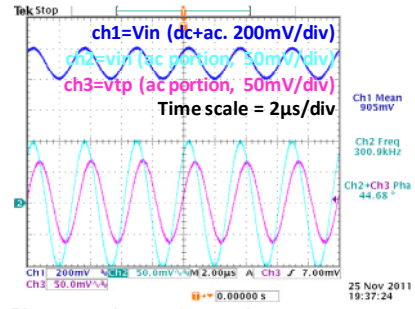 Tek Stop
ch1=Vin (dc+ac. 200mV/div)
ch2=vin (ac portion, 50mV/div)
ch3=vtp (ac portion, 50mV/div)
Time scale = 2µs/div
Ch1 Mean
905mV
Ch2 Freq
300.9kHz
Ch2+Ch3 Pha
44.68 °
2
Ch1 200mV Ch2 50.0mV M 2.00µs A Ch3 ∫ 7.00mV
Ch3 50.0mV
0.00000 s
25 Nov 2011
19:37:24